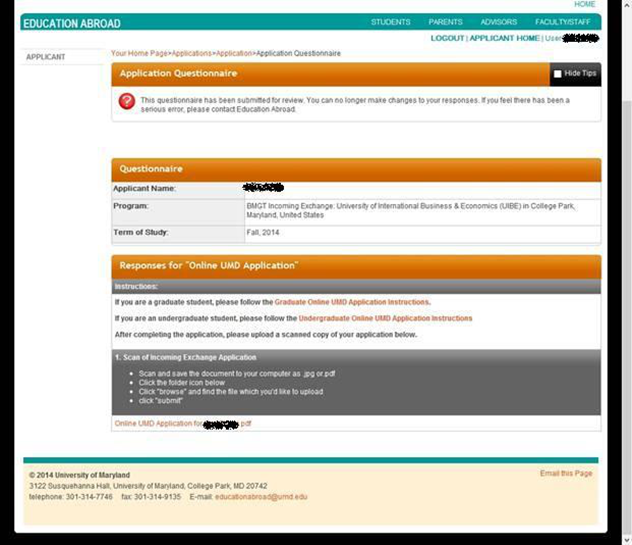 HOME
EDUCATION ABROAD
STUDENTS PARENTS ADVISORS FACULTY/STAFF
LOGOUT | APPLICANT HOME | User
APPLICANT
Your Home Page>Applications>Application>Application Questionnaire
Application Questionnaire
Hide Tips
This questionnaire has been submitted for review. You can no longer make changes to your responses. If you feel there has been a
serious error, please contact Education Abroad.
Questionnaire
Applicant Name:
Program: BMGT Incoming Exchange: University of International Business & Economics (UIBE) in College Park,
Maryland, United States
Term of Study: Fall, 2014
Responses for "Online UMD Application"
Instructions:
If you are a graduate student, please follow the Graduate Online UMD Application Instructions.
If you are an undergraduate student, please follow the Undergraduate Online UMD Application Instructions
After completing the application, please upload a scanned copy of your application below.
1. Scan of Incoming Exchange Application
• Scan and save the document to your computer as .jpg or.pdf
• Click the folder icon below
• Click "browse" and find the file which you'd like to upload
• click "submit"
Online UMD Application for pdf
© 2014 University of Maryland
Email this Page
3122 Susquehanna Hall, University of Maryland, College Park, MD 20742
telephone: 301-314-7746 fax: 301-314-9135 E-mail: educationabroad@umd.edu